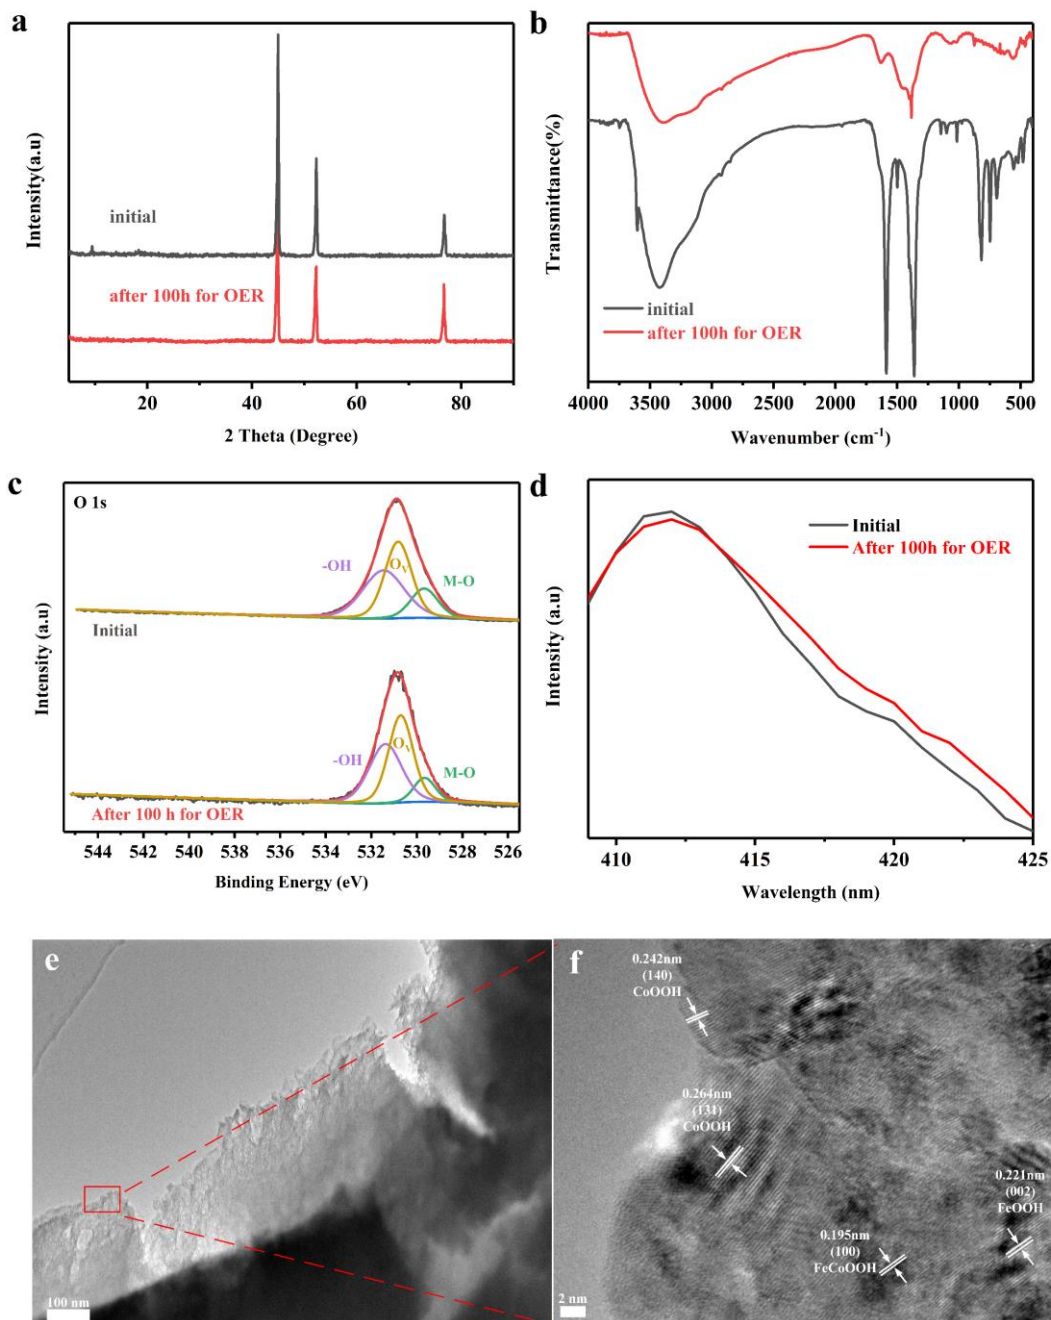 a
Intensity(a.u)
initial
after 100h for OER
20
40
60
80
2 Theta (Degree)
b
Transmittance(%)
initial
after 100h for OER
4000
3500
3000
2500
2000
1500
1000
500
Wavenumber (cm-1)
c
O 1s
-OH
OV
M-O
Initial
-OH
OV
M-O
After 100 h for OER
Intensity (a.u)
544
542
540
538
536
534
532
530
528
526
Binding Energy (eV)
d
Intensity (a.u)
Initial
After 100h for OER
410
415
420
425
Wavelength (nm)
e
100 nm
f
0.242nm
(140)
CoOOH
0.264nm
(131)
CoOOH
0.221nm
(002)
FeOOH
0.195nm
(100)
FeCoOOH
2 nm